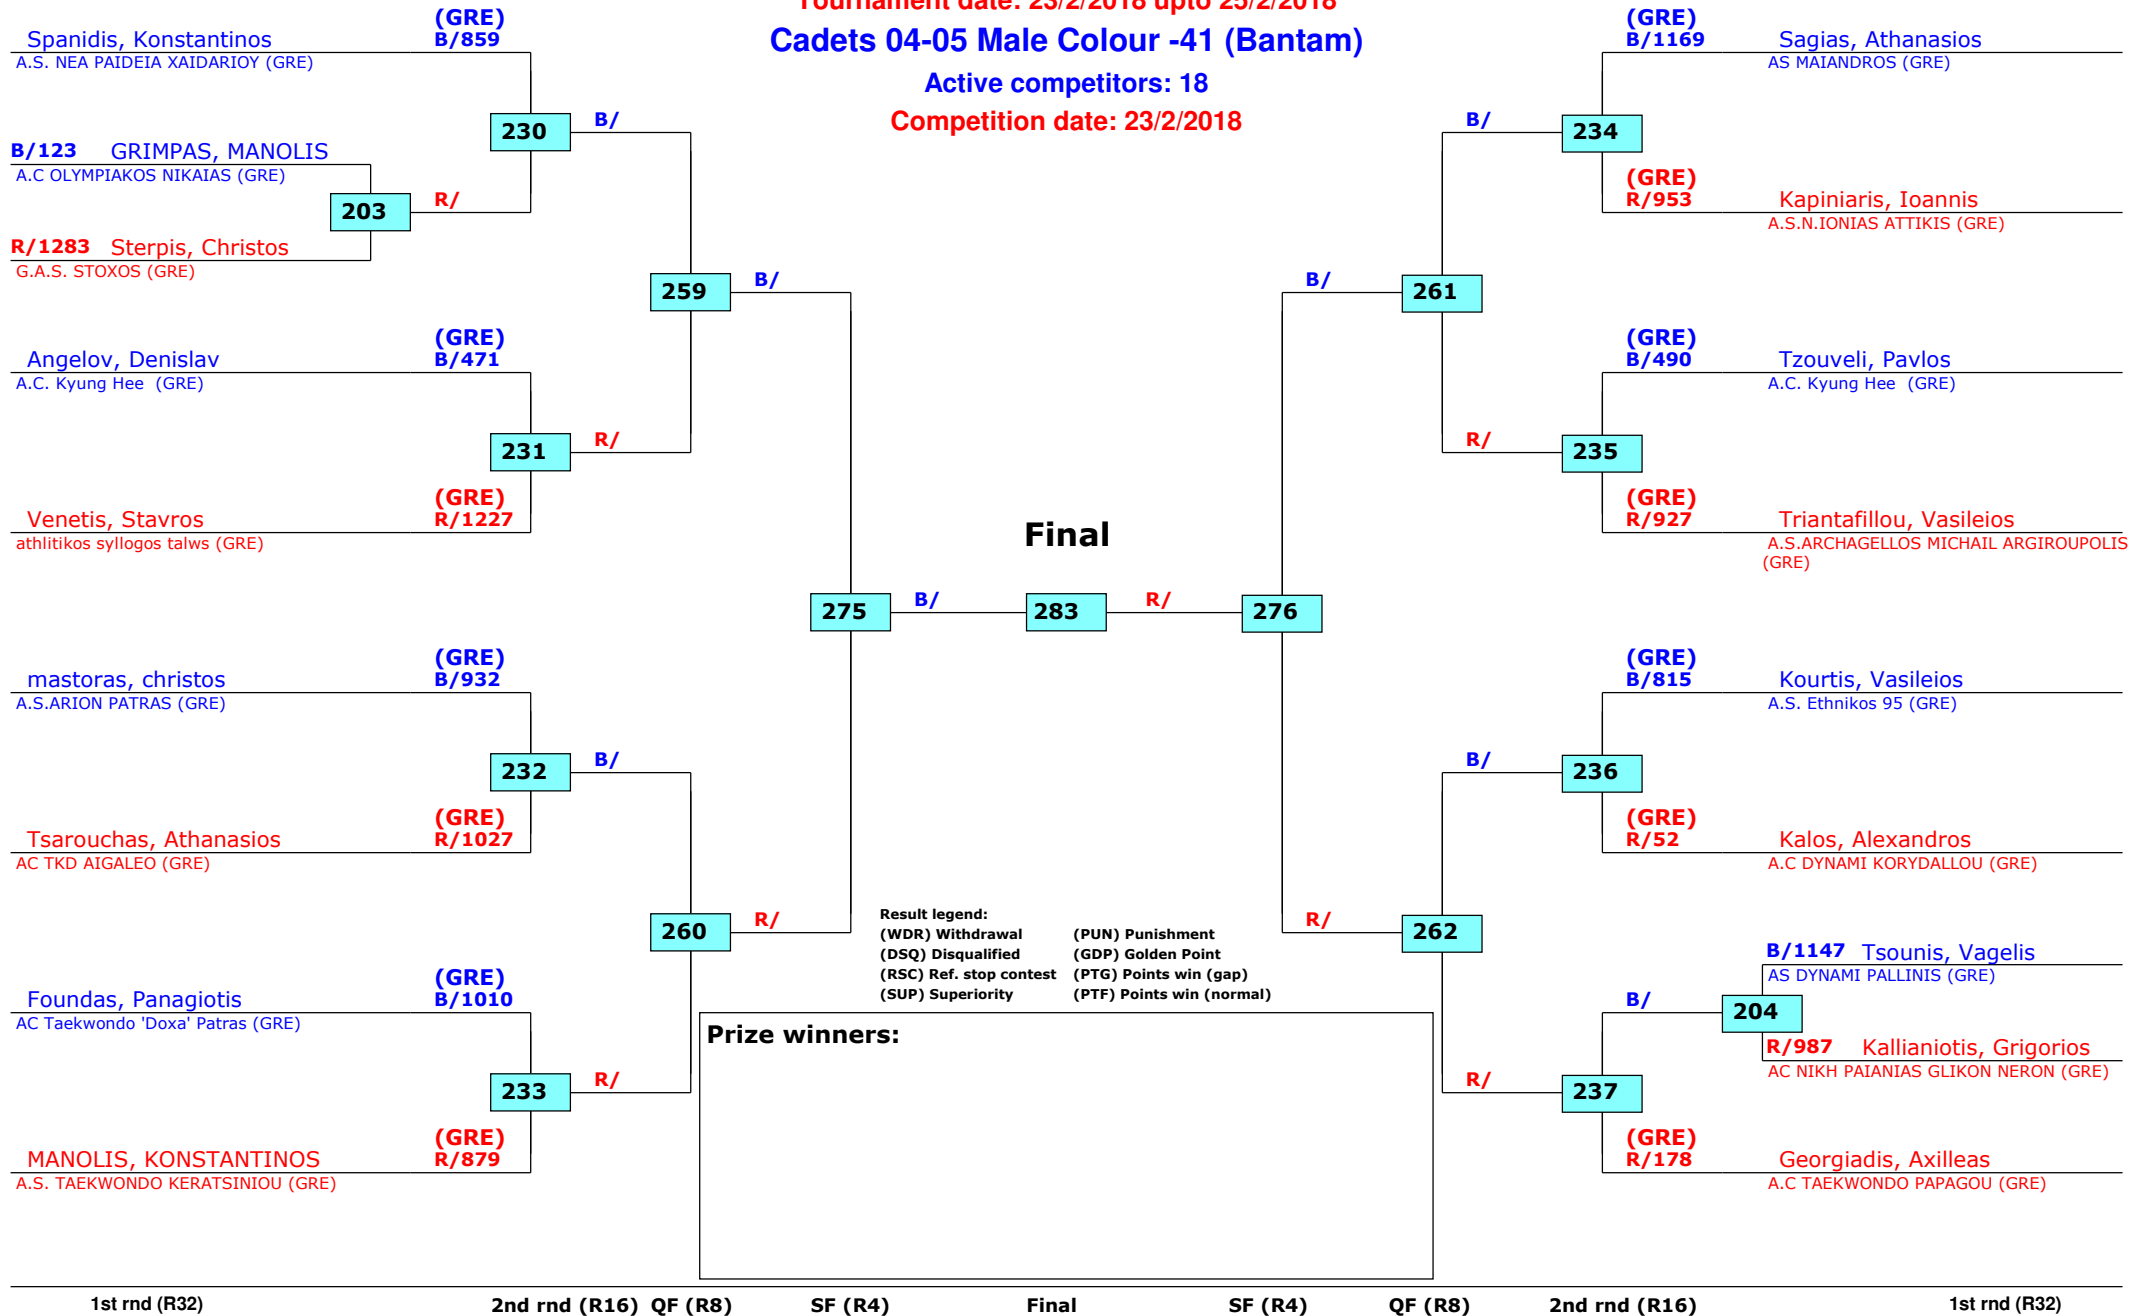 Tournament date: 23/2/2018 upto 25/2/2018
Cadets 04-05 Male Colour -41 (Bantam)
Active competitors: 18
Competition date: 23/2/2018
(GRE)
Spanidis, Konstantinos B/859
A.S. NEA PAIDEIA XAIDARIOY (GRE)
230 B/
B/123 GRIMPAS, MANOLIS
A.C OLYMPIAKOS NIKAIAS (GRE)
203 R/
R/1283 Sterpis, Christos
G.A.S. STOXOS (GRE)
259 B/
(GRE)
Angelov, Denislav B/471
A.C. Kyung Hee (GRE)
231 R/
(GRE)
Venetis, Stavros R/1227
athlitikos syllogos talws (GRE)
275 B/
(GRE)
mastoras, christos B/932
A.S.ARION PATRAS (GRE)
232 B/
(GRE)
Tsarouchas, Athanasios R/1027
AC TKD AIGALEO (GRE)
260 R/
(GRE)
Foundas, Panagiotis B/1010
AC Taekwondo 'Doxa' Patras (GRE)
233 R/
(GRE)
MANOLIS, KONSTANTINOS R/879
A.S. TAEKWONDO KERATSINIOU (GRE)
Final
283
(GRE)
B/1169 Sagias, Athanasios
AS MAIANDROS (GRE)
B/ 234
(GRE)
R/953 Kapiniaris, Ioannis
A.S.N.IONIAS ATTIKIS (GRE)
B/ 261
(GRE)
B/490 Tzouveli, Pavlos
A.C. Kyung Hee (GRE)
R/ 235
(GRE)
R/927 Triantafillou, Vasileios
A.S.ARCHAGELLOS MICHAIL ARGIROUPOLIS
(GRE)
R/ 276
(GRE)
B/815 Kourtis, Vasileios
A.S. Ethnikos 95 (GRE)
B/ 236
(GRE)
R/52 Kalos, Alexandros
A.C DYNAMI KORYDALLOU (GRE)
R/ 262
B/1147 Tsounis, Vagelis
AS DYNAMI PALLINIS (GRE)
B/ 204
R/987 Kallianiotis, Grigorios
AC NIKH PAIANIAS GLIKON NERON (GRE)
R/ 237
(GRE)
R/178 Georgiadis, Axilleas
A.C TAEKWONDO PAPAGOU (GRE)
Result legend:
(WDR) Withdrawal (PUN) Punishment
(DSQ) Disqualified (GDP) Golden Point
(RSC) Ref. stop contest (PTG) Points win (gap)
(SUP) Superiority (PTF) Points win (normal)
Prize winners:
1st rnd (R32) 2nd rnd (R16) QF (R8) SF (R4) Final SF (R4) QF (R8) 2nd rnd (R16) 1st rnd (R32)